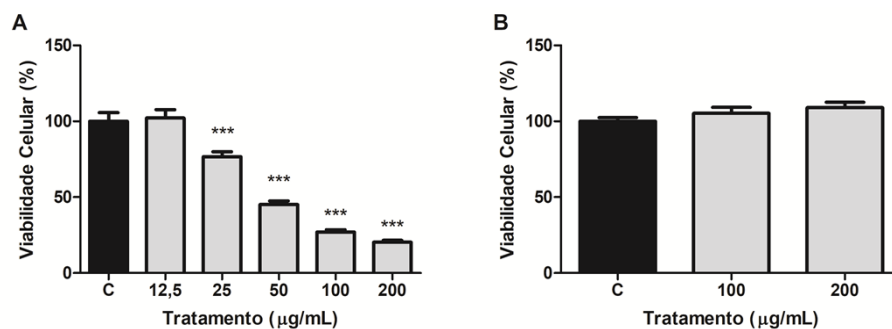 A
Viabilidade Celular (%)
150
100
50
0
***
***
***
***
C 12,5 25 50 100 200
Tratamento (µg/mL)
B
Viabilidade Celular (%)
150
100
50
0
C 100 200
Tratamento (µg/mL)